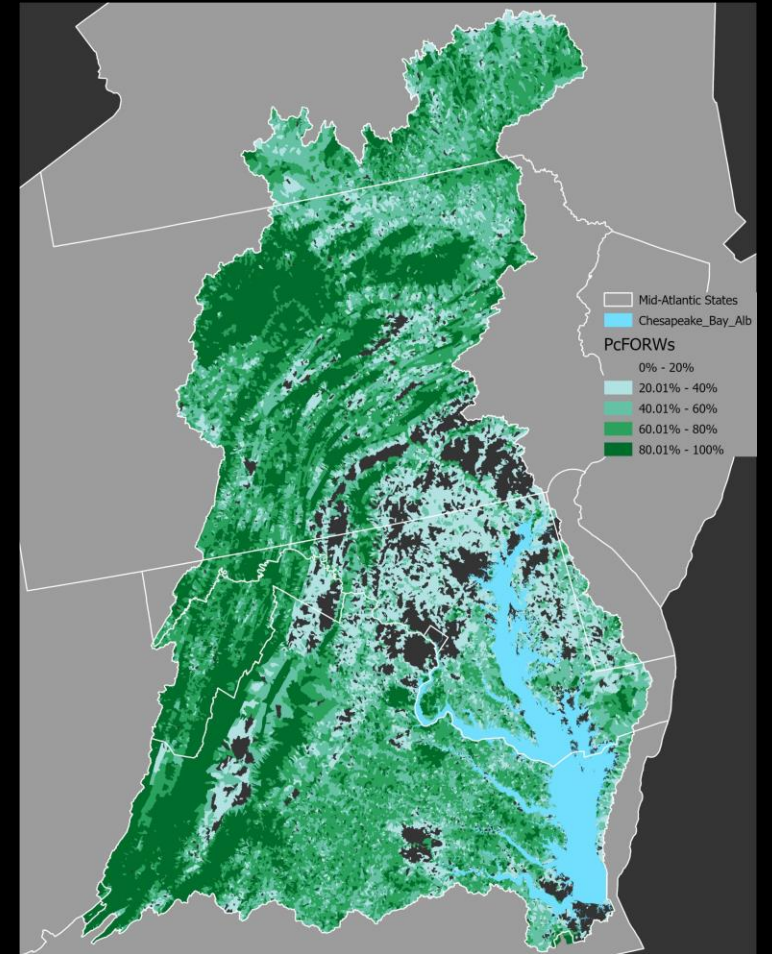 Mid-Atlantic States
Chesapeake_Bay_Alb
PcFORWs
0% - 20%
20.01% - 40%
40.01% - 60%
60.01% - 80%
80.01% - 100%